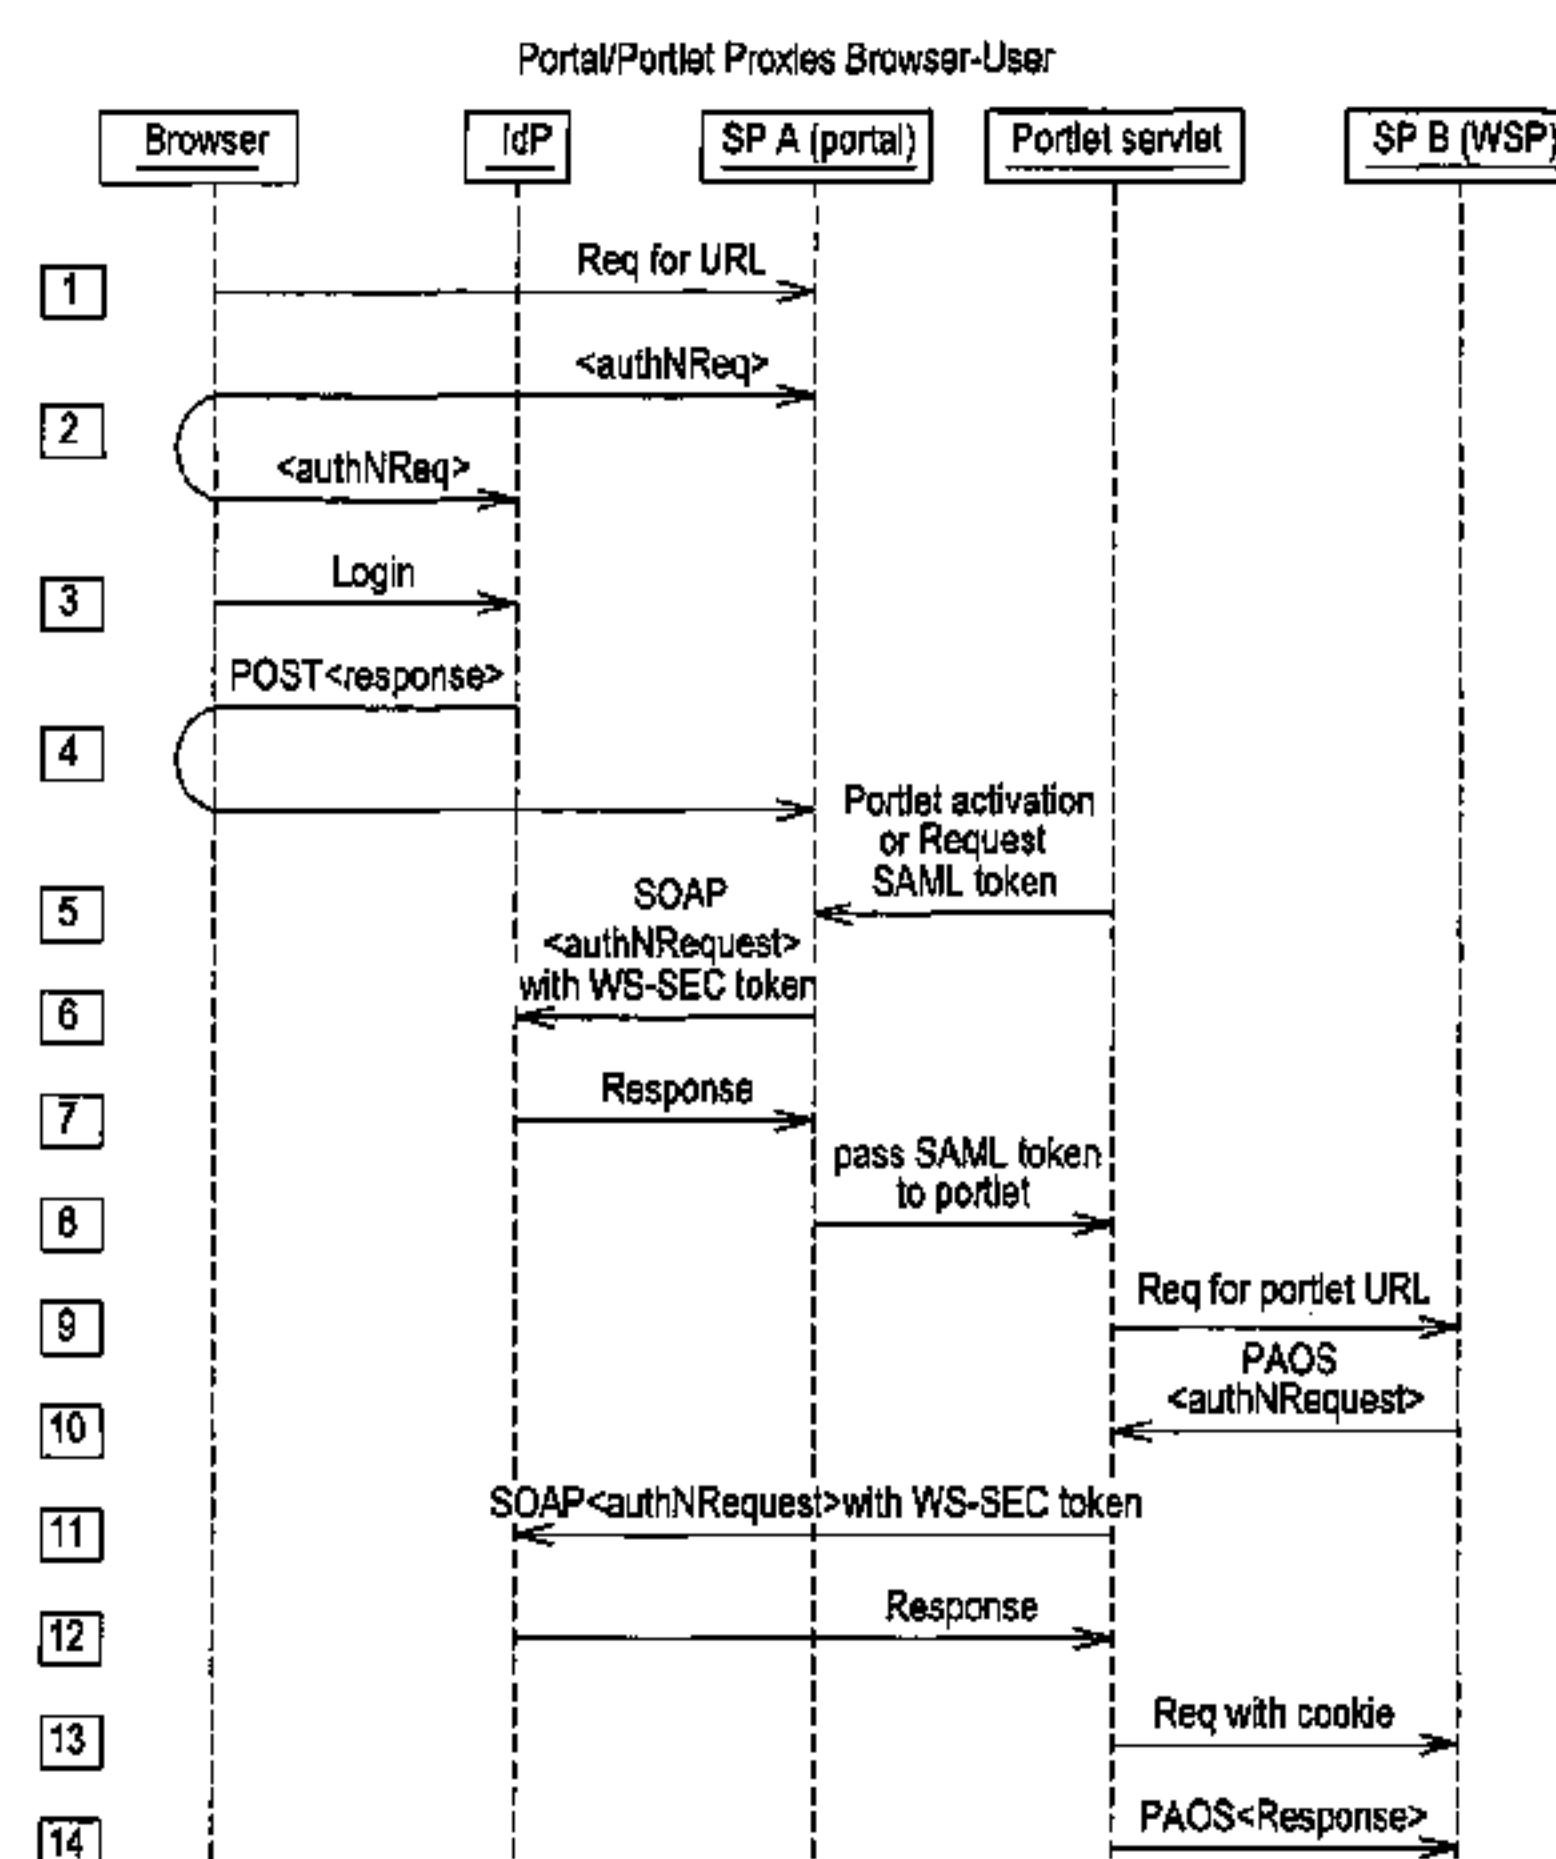 Portal/Portlet Proxies Browser-User
Browser
IdP
SP A (portal)
Portlet servlet
SP B (WSP)
1
Req for URL
<authNReq>
2
<authNReq>
3
Login
POST<response>
4
Portlet activation
or Request
SAML token
5
SOAP
<authNRequest>
with WS-SEC token
6
7
Response
pass SAML token
to portlet
8
Req for portlet URL
9
PAOS
<authNRequest>
10
SOAP<authNRequest>with WS-SEC token
11
Response
12
Req with cookie
13
PAOS<Response>
14